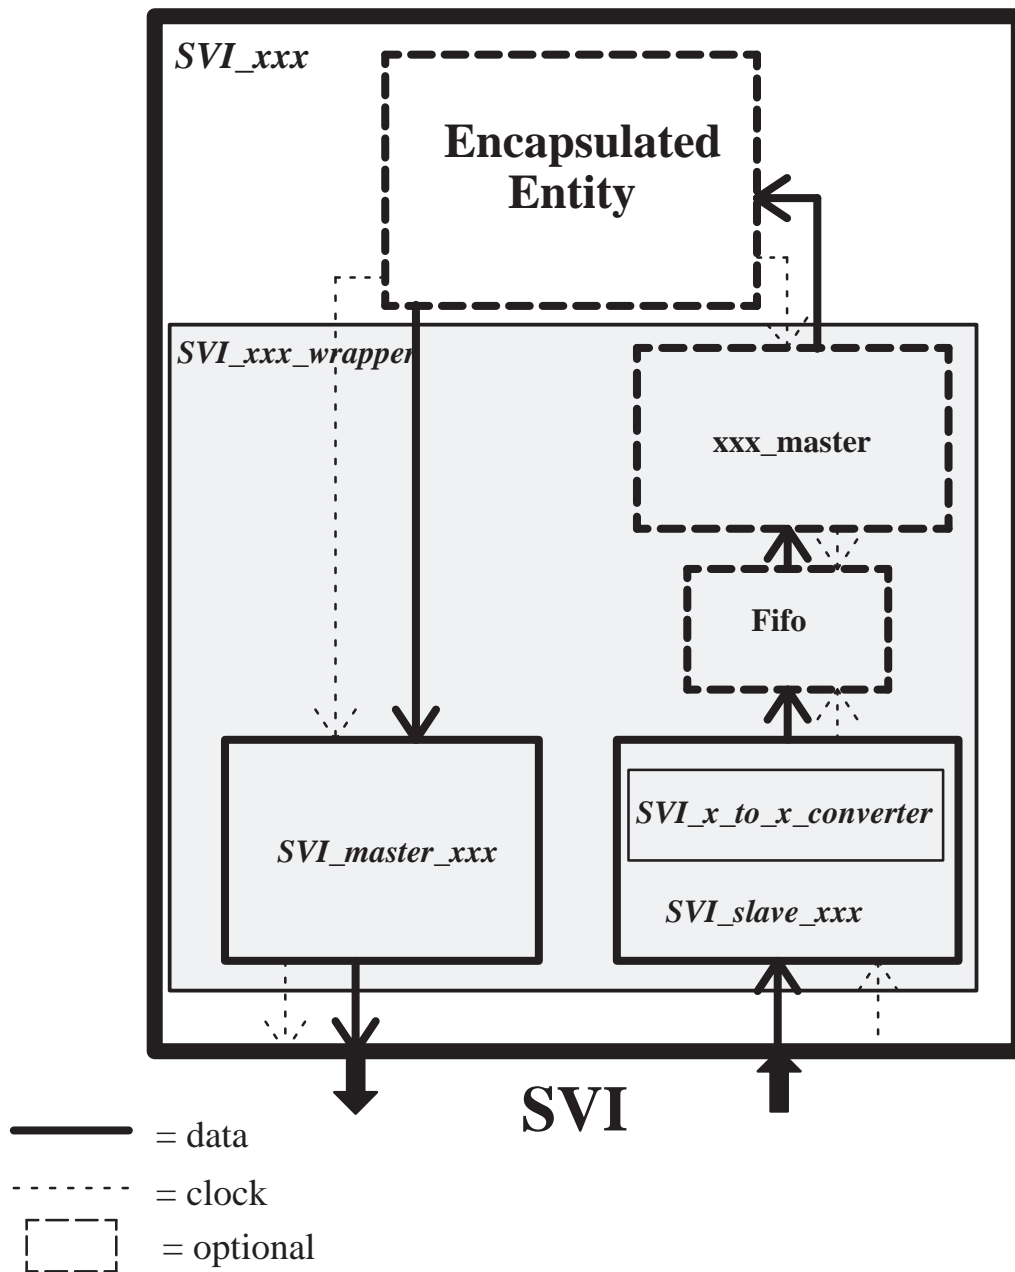 SVI_xxx
Encapsulated
Entity
SVI_xxx_wrapper
xxx_master
Fifo
SVI_x_to_x_converter
SVI_master_xxx
SVI_slave_xxx
SVI
= data
= clock
= optional